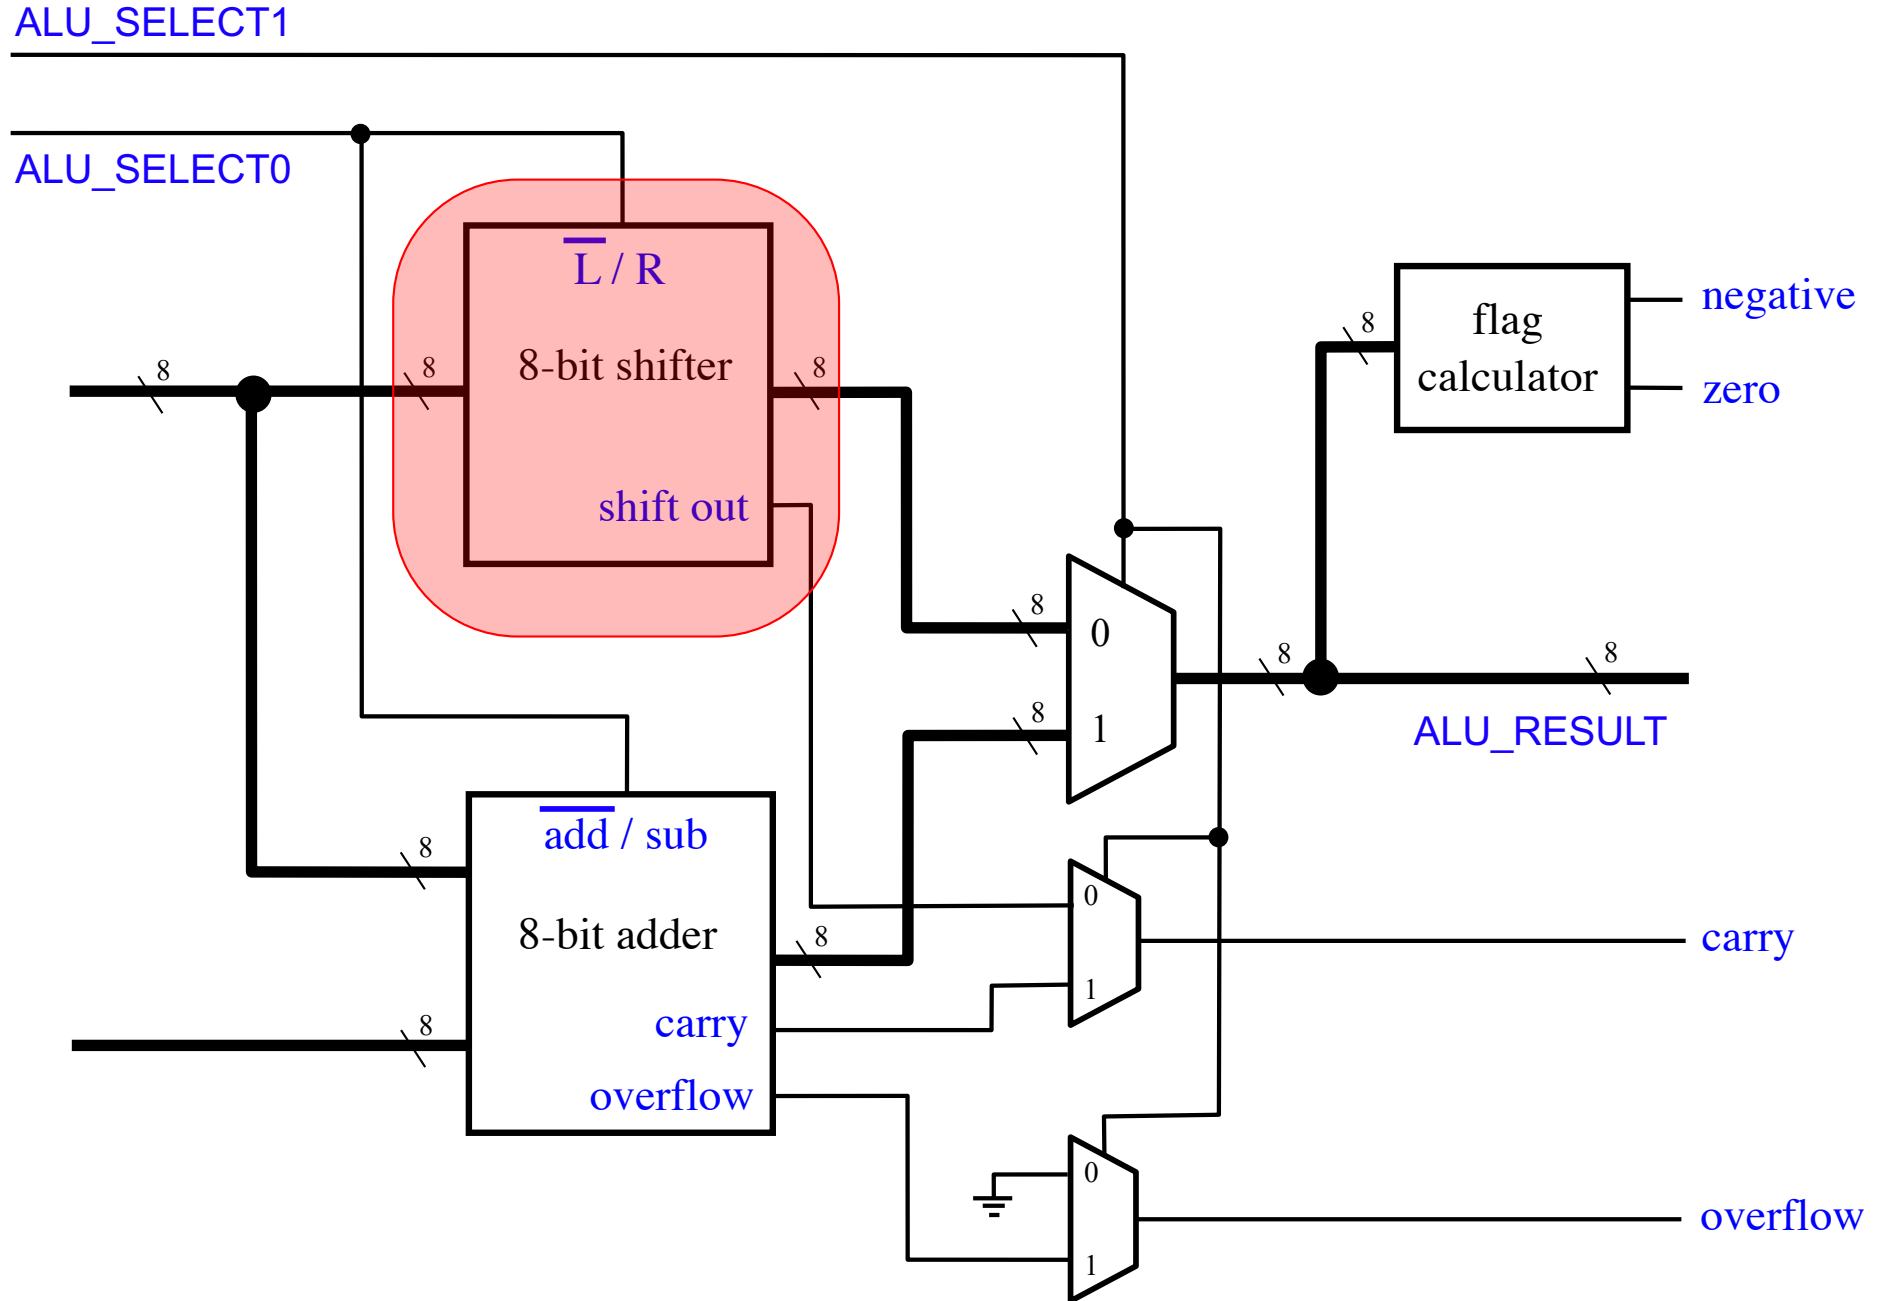 ALU_SELECT1
ALU_SELECT0
L / R
8-bit shifter
shift out
8
8
8
flag
calculator
8
negative
zero
8
0
8
1
8
8
ALU_RESULT
add / sub
8-bit adder
carry
overflow
8
8
8
0
1
carry
0
1
overflow